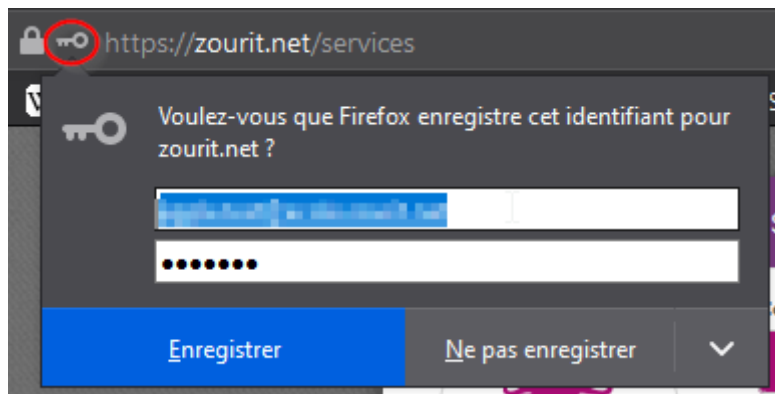 https://zourit.net/services
Voulez-vous que Firefox enregistre cet identifiant pour
zourit.net ?
•••••••
Enregistrer
Ne pas enregistrer